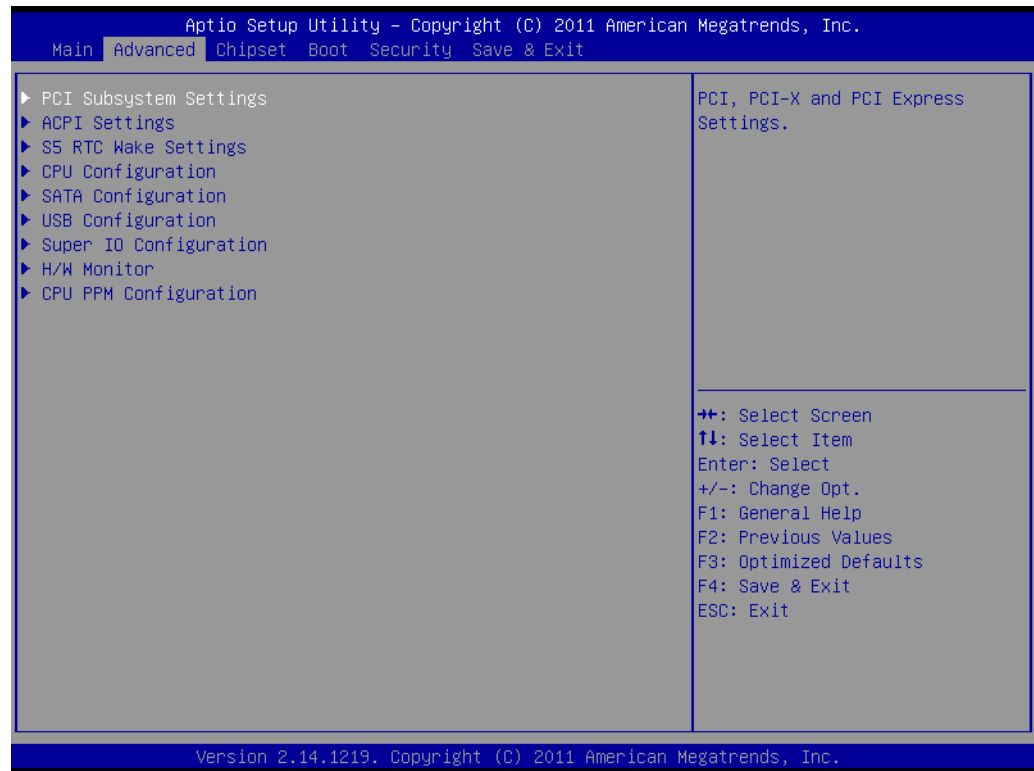 Aptio Setup Utility – Copyright (C) 2011 American Megatrends, Inc.
Main Advanced Chipset Boot Security Save & Exit
PCI Subsystem Settings
ACPI Settings
S5 RTC Wake Settings
CPU Configuration
SATA Configuration
USB Configuration
Super IO Configuration
H/W Monitor
CPU PPM Configuration
PCI, PCI-X and PCI Express
Settings.
→←: Select Screen
↑↓: Select Item
Enter: Select
+/-: Change Opt.
F1: General Help
F2: Previous Values
F3: Optimized Defaults
F4: Save & Exit
ESC: Exit
Version 2.14.1219. Copyright (C) 2011 American Megatrends, Inc.